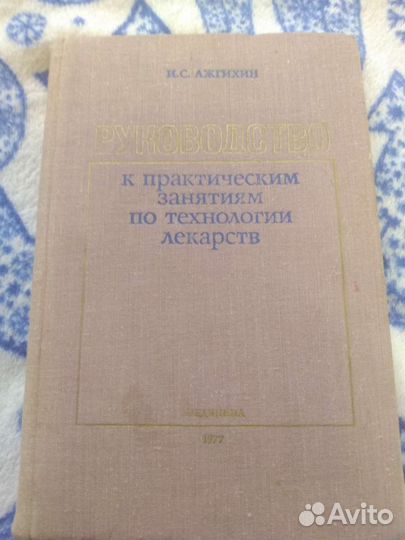 И.С. АЖГИХИН
РУКОВОДСТВО
К ПРАКТИЧЕСКИМ
ЗАНЯТИЯМ
ПО ТЕХНОЛОГИИ
ЛЕКАРСТВ
МЕДИЦИНА
1977
Avito